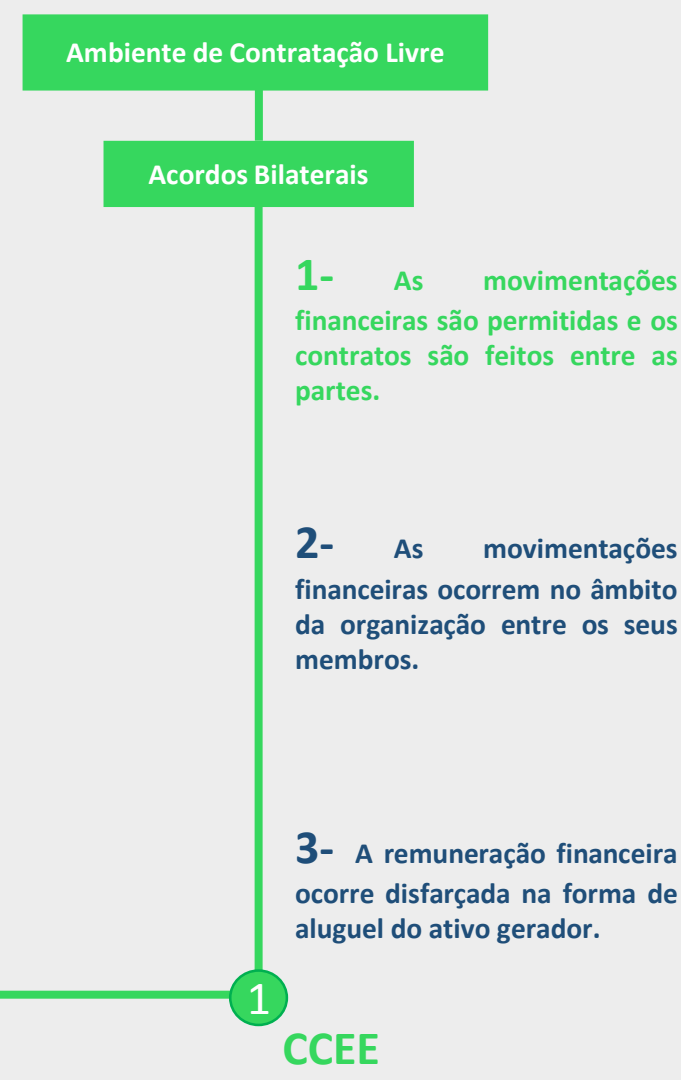 Ambiente de Contratação Livre
Acordos Bilaterais
1- As movimentações
financeiras são permitidas e os
contratos são feitos entre as
partes.
2- As movimentações
financeiras ocorrem no âmbito
da organização entre os seus
membros.
3- A remuneração financeira
ocorre disfarçada na forma de
aluguel do ativo gerador.
1
CCEE